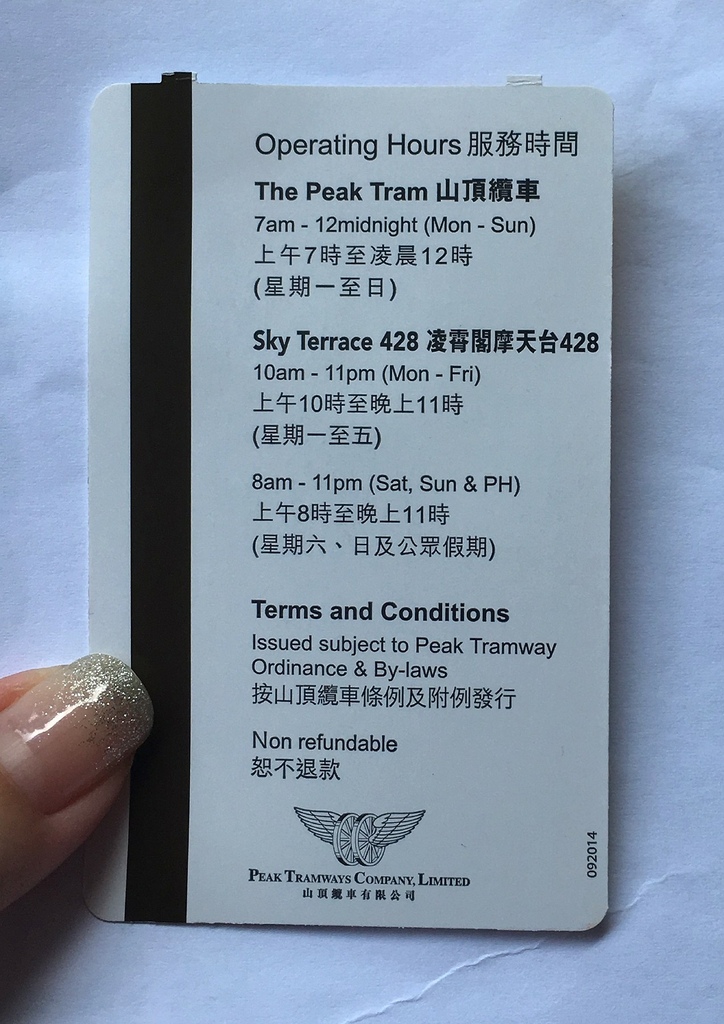 Operating Hours 服務時間
The Peak Tram 山頂纜車
7am - 12midnight (Mon - Sun)
上午7時至凌晨12時
(星期一至日)
Sky Terrace 428 凌霄閣摩天台428
10am - 11pm (Mon - Fri)
上午10時至晚上11時
(星期一至五)
8am - 11pm (Sat, Sun & PH)
上午8時至晚上11時
(星期六、日及公眾假期)
Terms and Conditions
Issued subject to Peak Tramway
Ordinance & By-laws
按山頂纜車條例及附例發行
Non refundable
恕不退款
PEAK TRAMWAYS COMPANY, LIMITED
山頂纜車有限公司
092014